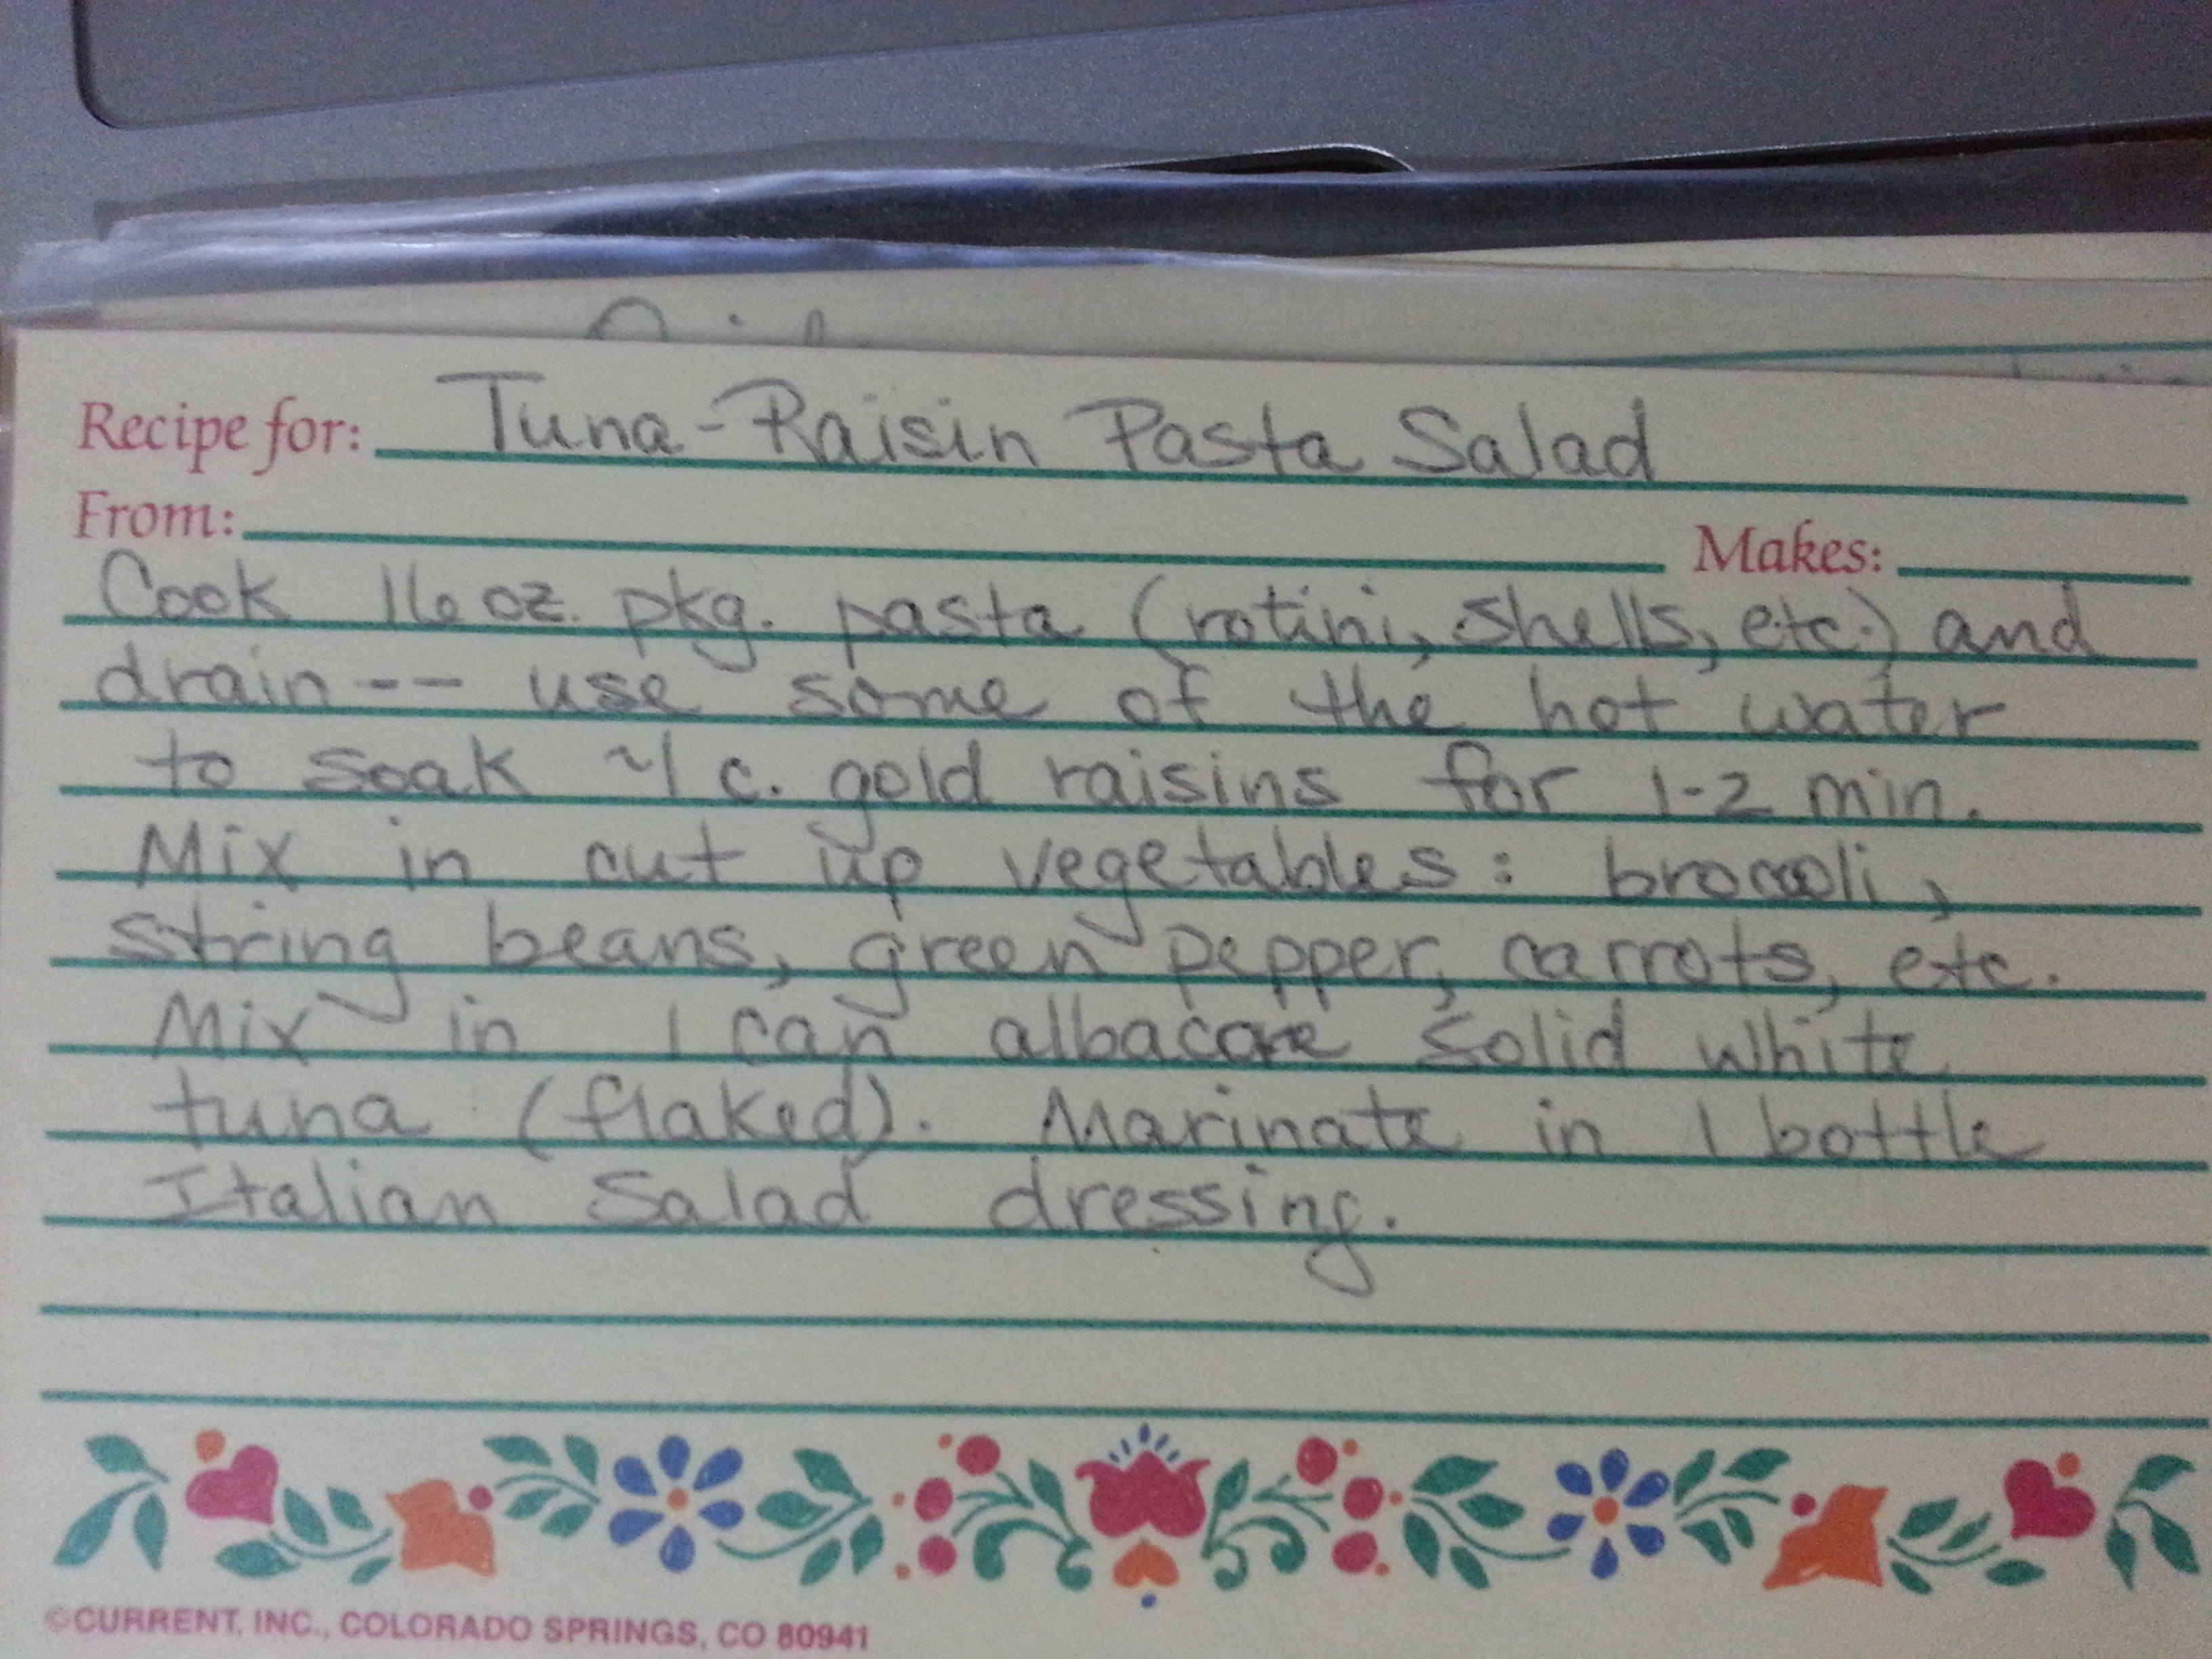 Recipe for: Tuna-Raisin Pasta Salad
From: Makes:
Cook 16 oz. pkg. pasta (rotini, shells, etc.) and
drain -- use some of the hot water
to soak ~1 c. gold raisins for 1-2 min.
Mix in cut up vegetables: broccoli,
string beans, green pepper, carrots, etc.
Mix in 1 can albacore solid white
tuna (flaked). Marinate in 1 bottle
Italian Salad dressing.
©CURRENT, INC., COLORADO SPRINGS, CO 80941